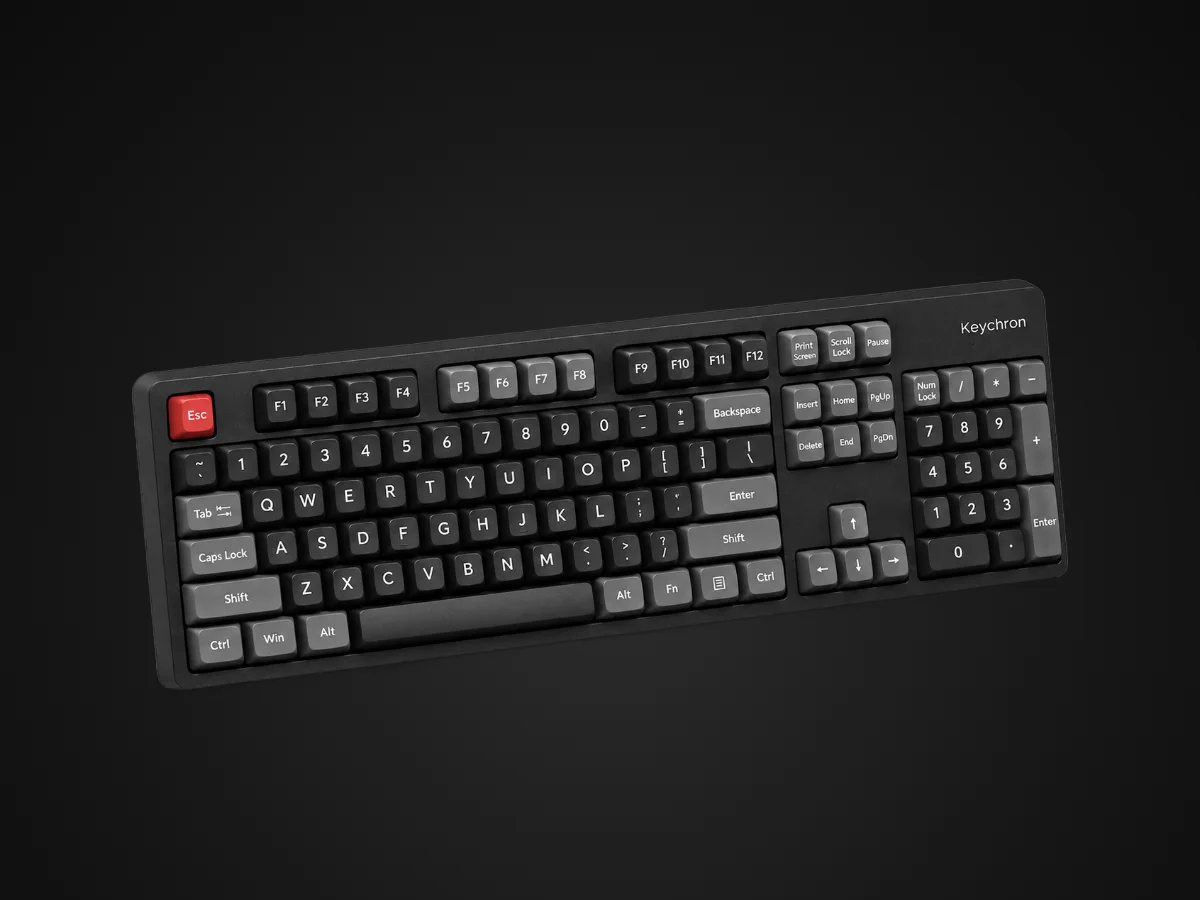 Keychron
Esc F1 F2 F3 F4 F5 F6 F7 F8 F9 F10 F11 F12 Print Screen Scroll Lock Pause
~ ` 1 2 3 4 5 6 7 8 9 0 _ - + = Backspace Insert Home PgUp Num Lock / * −
Tab Q W E R T Y U I O P [ ] | \ Delete End PgDn 7 8 9 +
Caps Lock A S D F G H J K L ; Enter 4 5 6
Shift Z X C V B N M < > ? / Shift ↑ 1 2 3 Enter
Ctrl Win Alt Alt Fn Ctrl ← ↓ → 0 .